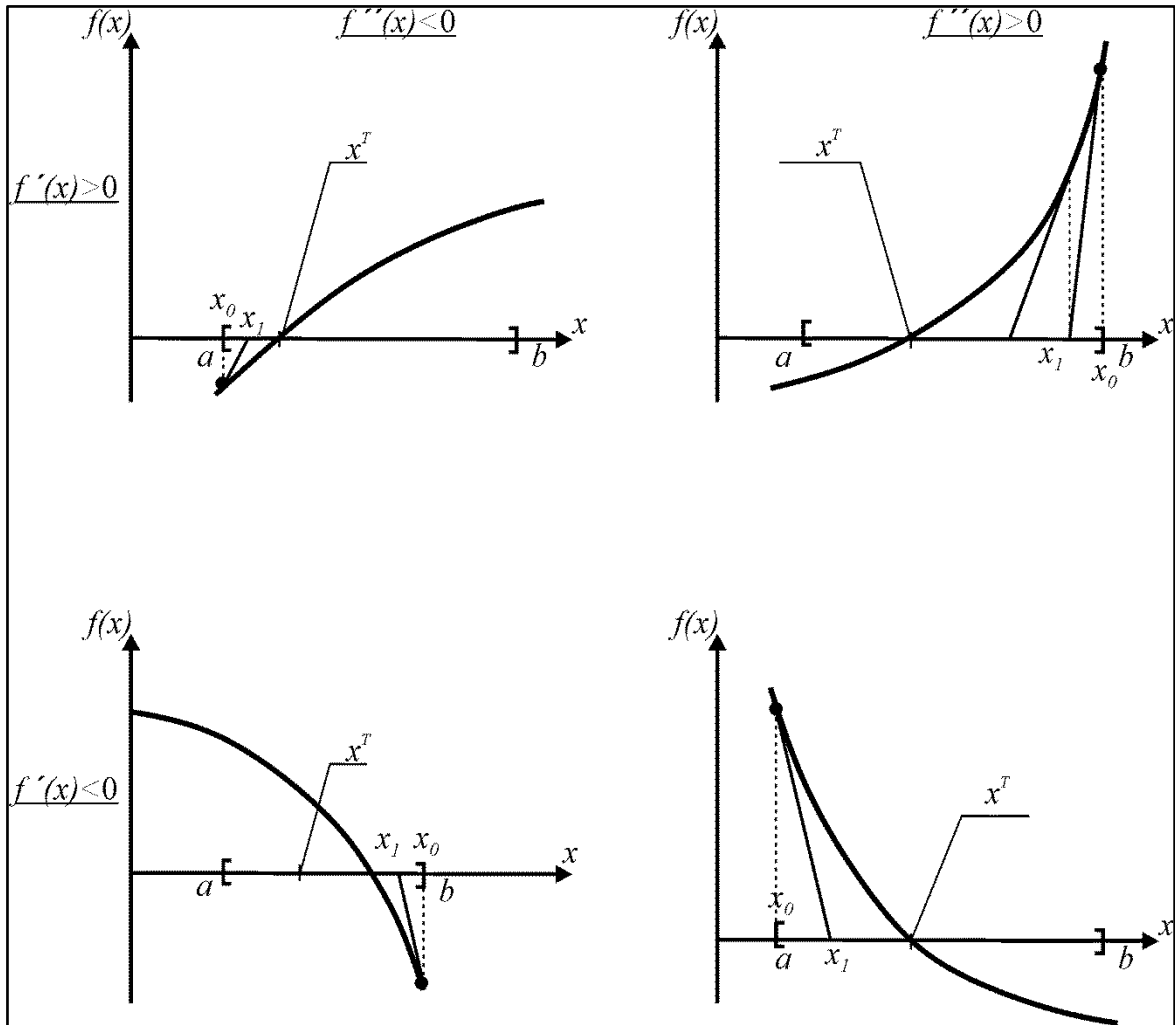 f(x) f´´(x)<0 f(x) f´´(x)>0
x^T x^T
f´(x)>0
x_0 x_1 x x
a b x_1 b
x_0
f(x) f(x)
x^T x^T
f´(x)<0
x_1 x_0 x
a b x_0
x
a x_1 b